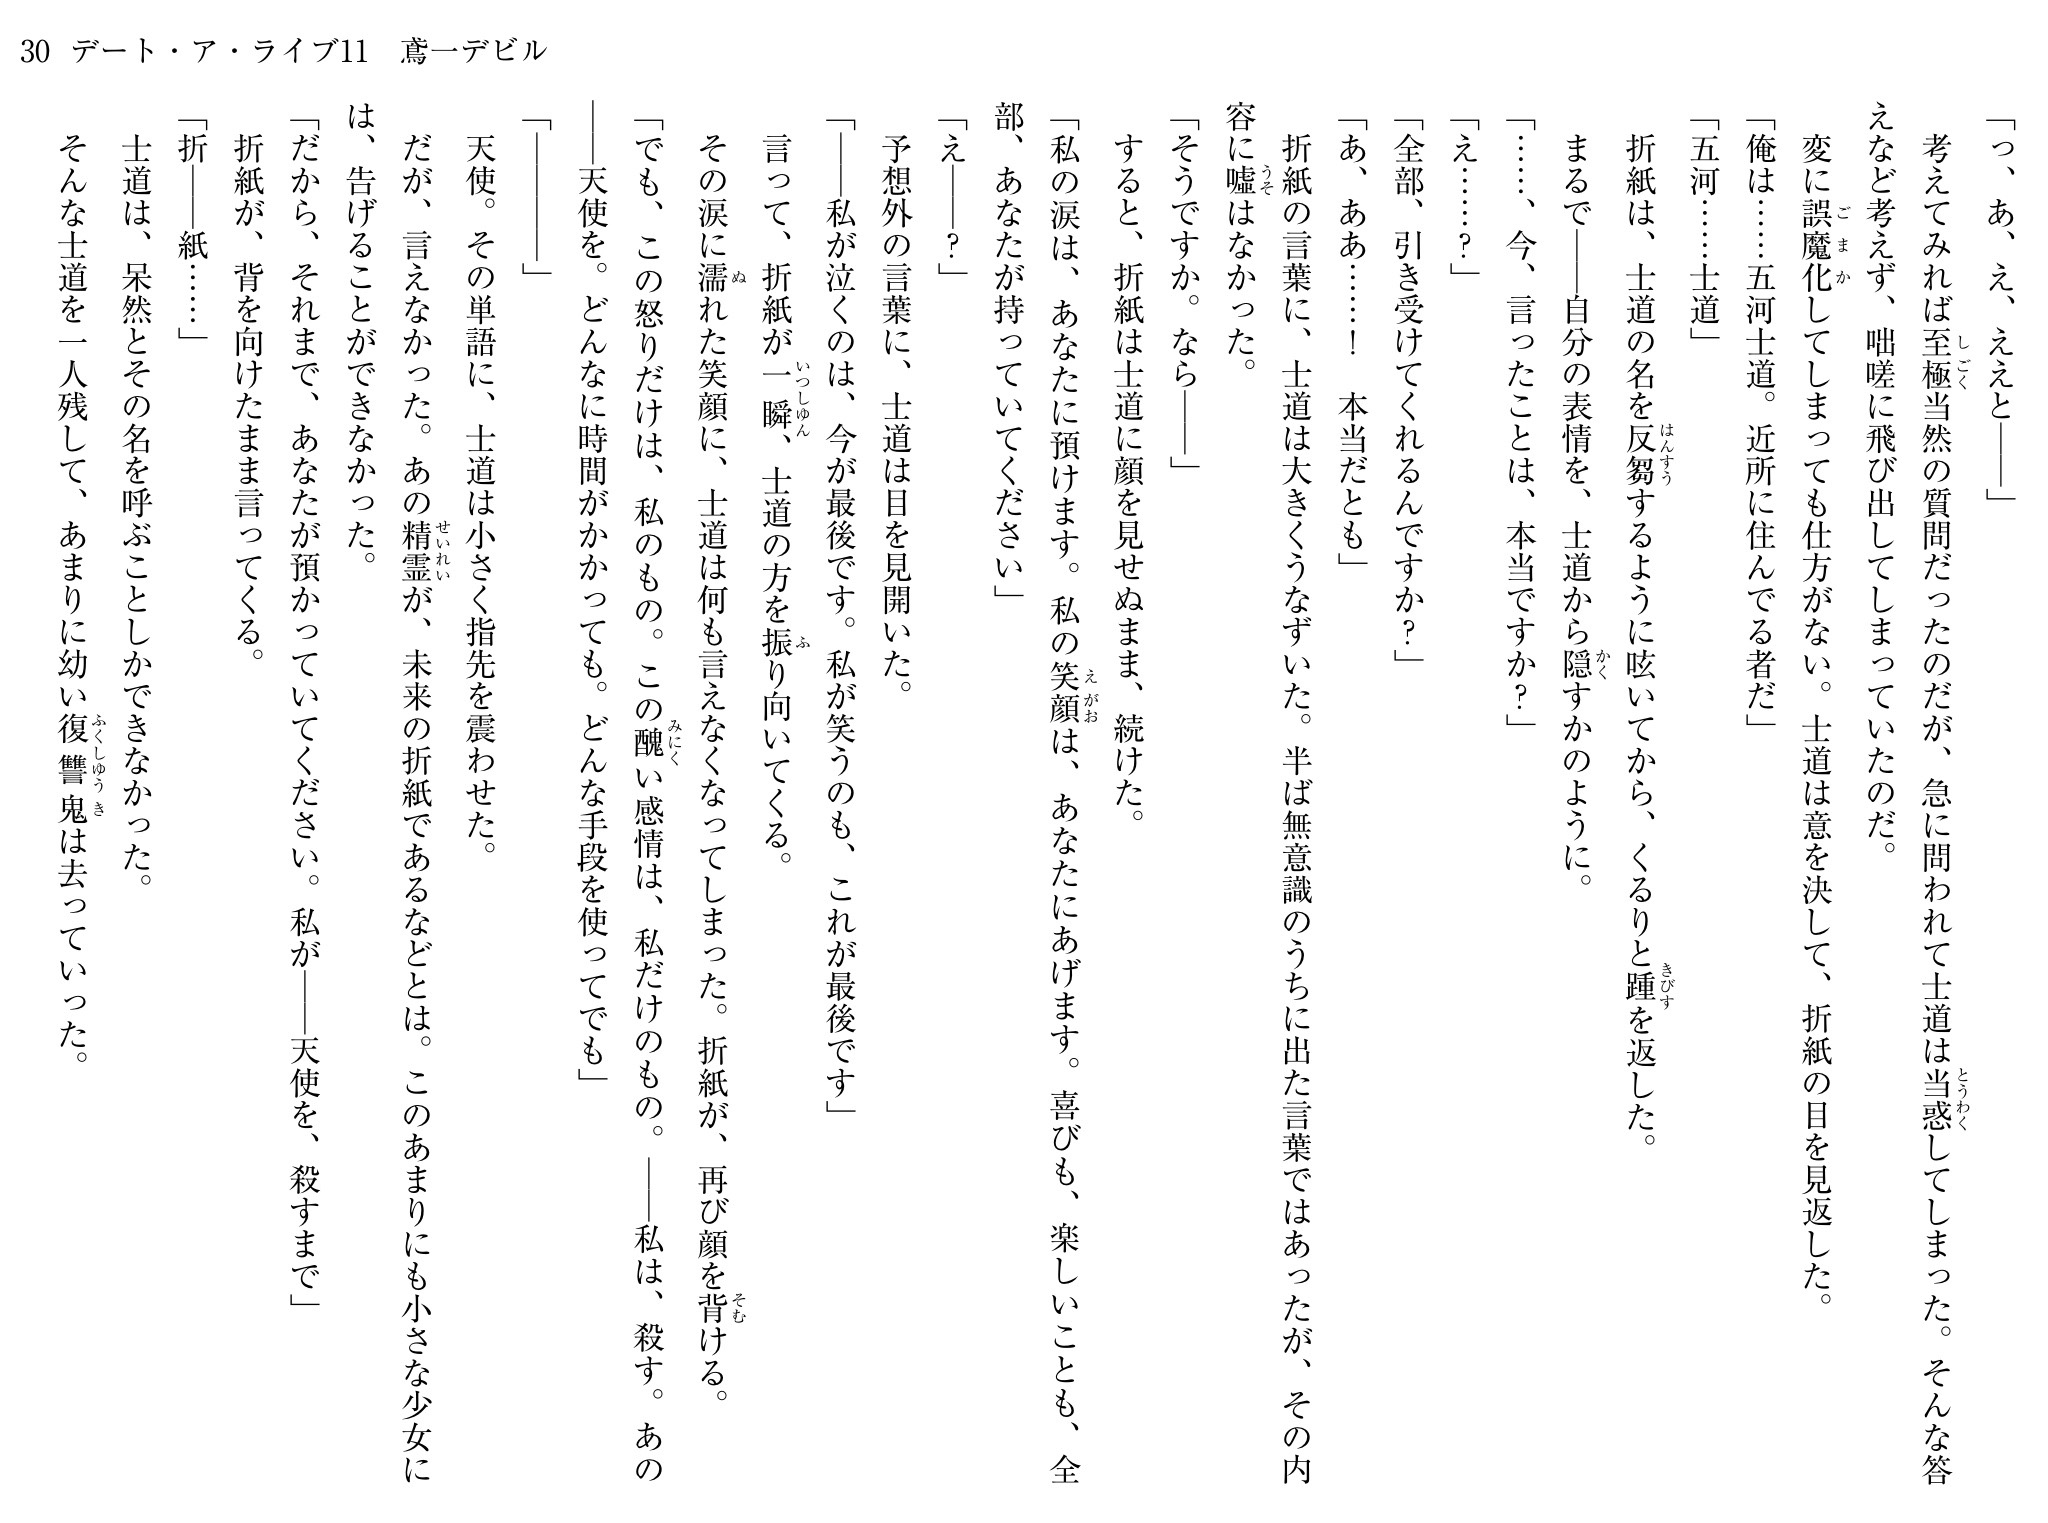 30 デート・ア・ライブ11 鳶一デビル
「っ、あ、え、ええと――」
考えてみれば至極当然の質問だったのだが、急に問われて士道は当惑してしまった。そんな答
えなど考えず、咄嗟に飛び出してしまっていたのだ。
変に誤魔化してしまっても仕方がない。士道は意を決して、折紙の目を見返した。
「俺は……五河士道。近所に住んでる者だ」
「五河……士道」
折紙は、士道の名を反芻するように呟いてから、くるりと踵を返した。
まるで――自分の表情を、士道から隠すかのように。
「……、今、言ったことは、本当ですか？」
「え……？」
「全部、引き受けてくれるんですか？」
「あ、ああ……！　本当だとも」
折紙の言葉に、士道は大きくうなずいた。半ば無意識のうちに出た言葉ではあったが、その内
容に嘘はなかった。
「そうですか。なら――」
すると、折紙は士道に顔を見せぬまま、続けた。
「私の涙は、あなたに預けます。私の笑顔は、あなたにあげます。喜びも、楽しいことも、全
部、あなたが持っていてください」
「え――？」
予想外の言葉に、士道は目を見開いた。
「――私が泣くのは、今が最後です。私が笑うのも、これが最後です」
言って、折紙が一瞬、士道の方を振り向いてくる。
その涙に濡れた笑顔に、士道は何も言えなくなってしまった。折紙が、再び顔を背ける。
「でも、この怒りだけは、私のもの。この醜い感情は、私だけのもの。――私は、殺す。あの
――天使を。どんなに時間がかかっても。どんな手段を使ってでも」
「――――」
天使。その単語に、士道は小さく指先を震わせた。
だが、言えなかった。あの精霊が、未来の折紙であるなどとは。このあまりにも小さな少女に
は、告げることができなかった。
「だから、それまで、あなたが預かっていてください。私が――天使を、殺すまで」
折紙が、背を向けたまま言ってくる。
「折――紙……」
士道は、呆然とその名を呼ぶことしかできなかった。
そんな士道を一人残して、あまりに幼い復讐鬼は去っていった。